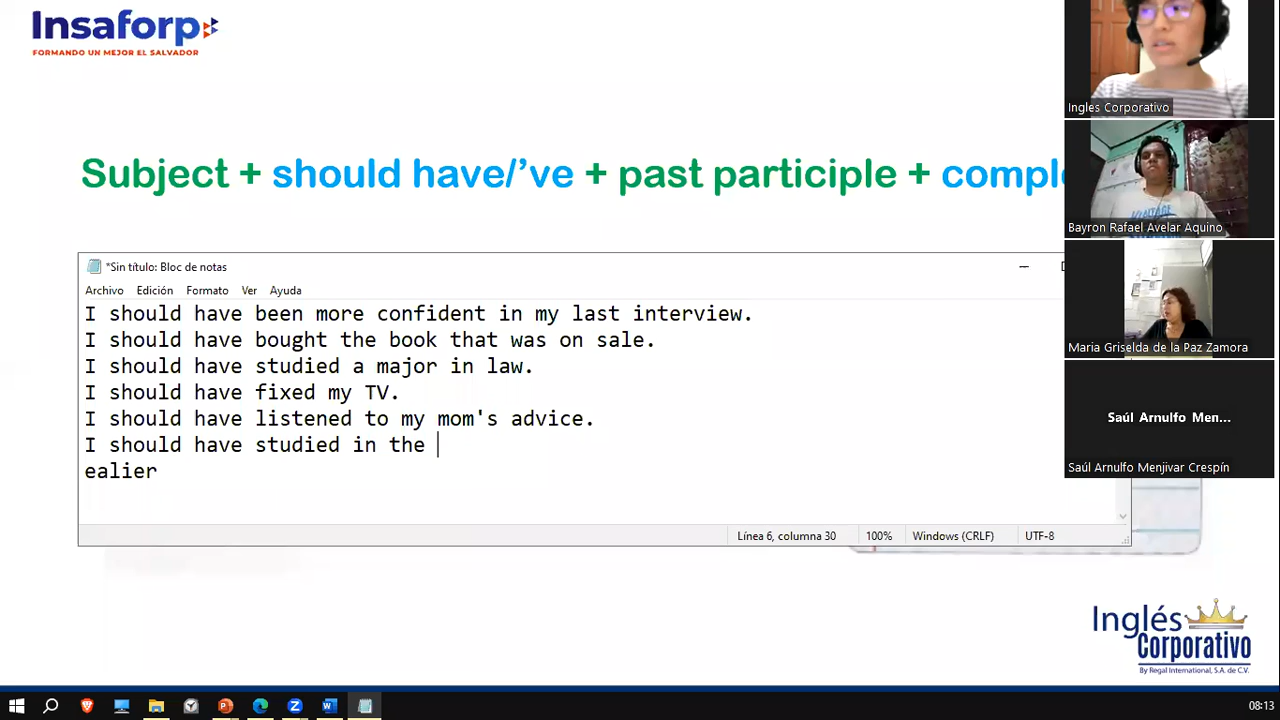 Insaforp
FORMANDO UN MEJOR EL SALVADOR
Subject + should have/'ve + past participle +
*Sin título: Bloc de notas
Archivo Edición Formato Ver Ayuda
I should have been more confident in my last interview.
I should have bought the book that was on sale.
I should have studied a major in law.
I should have fixed my TV.
I should have listened to my mom's advice.
I should have studied in the
ealier
Línea 6, columna 30 100% Windows (CRLF) UTF-8
Ingles Corporativo
Bayron Rafael Avelar Aquino
Maria Griselda de la Paz Zamora
Saúl Arnulfo Men...
Saúl Arnulfo Menjivar Crespín
Inglés
Corporativo
By Regal International, S.A. de C.V.
08:13